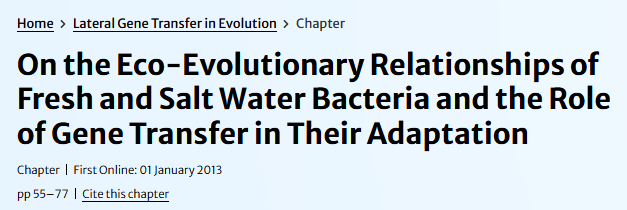 Home > Lateral Gene Transfer in Evolution > Chapter
On the Eco-Evolutionary Relationships of
Fresh and Salt Water Bacteria and the Role
of Gene Transfer in Their Adaptation
Chapter | First Online: 01 January 2013
pp 55–77 | Cite this chapter